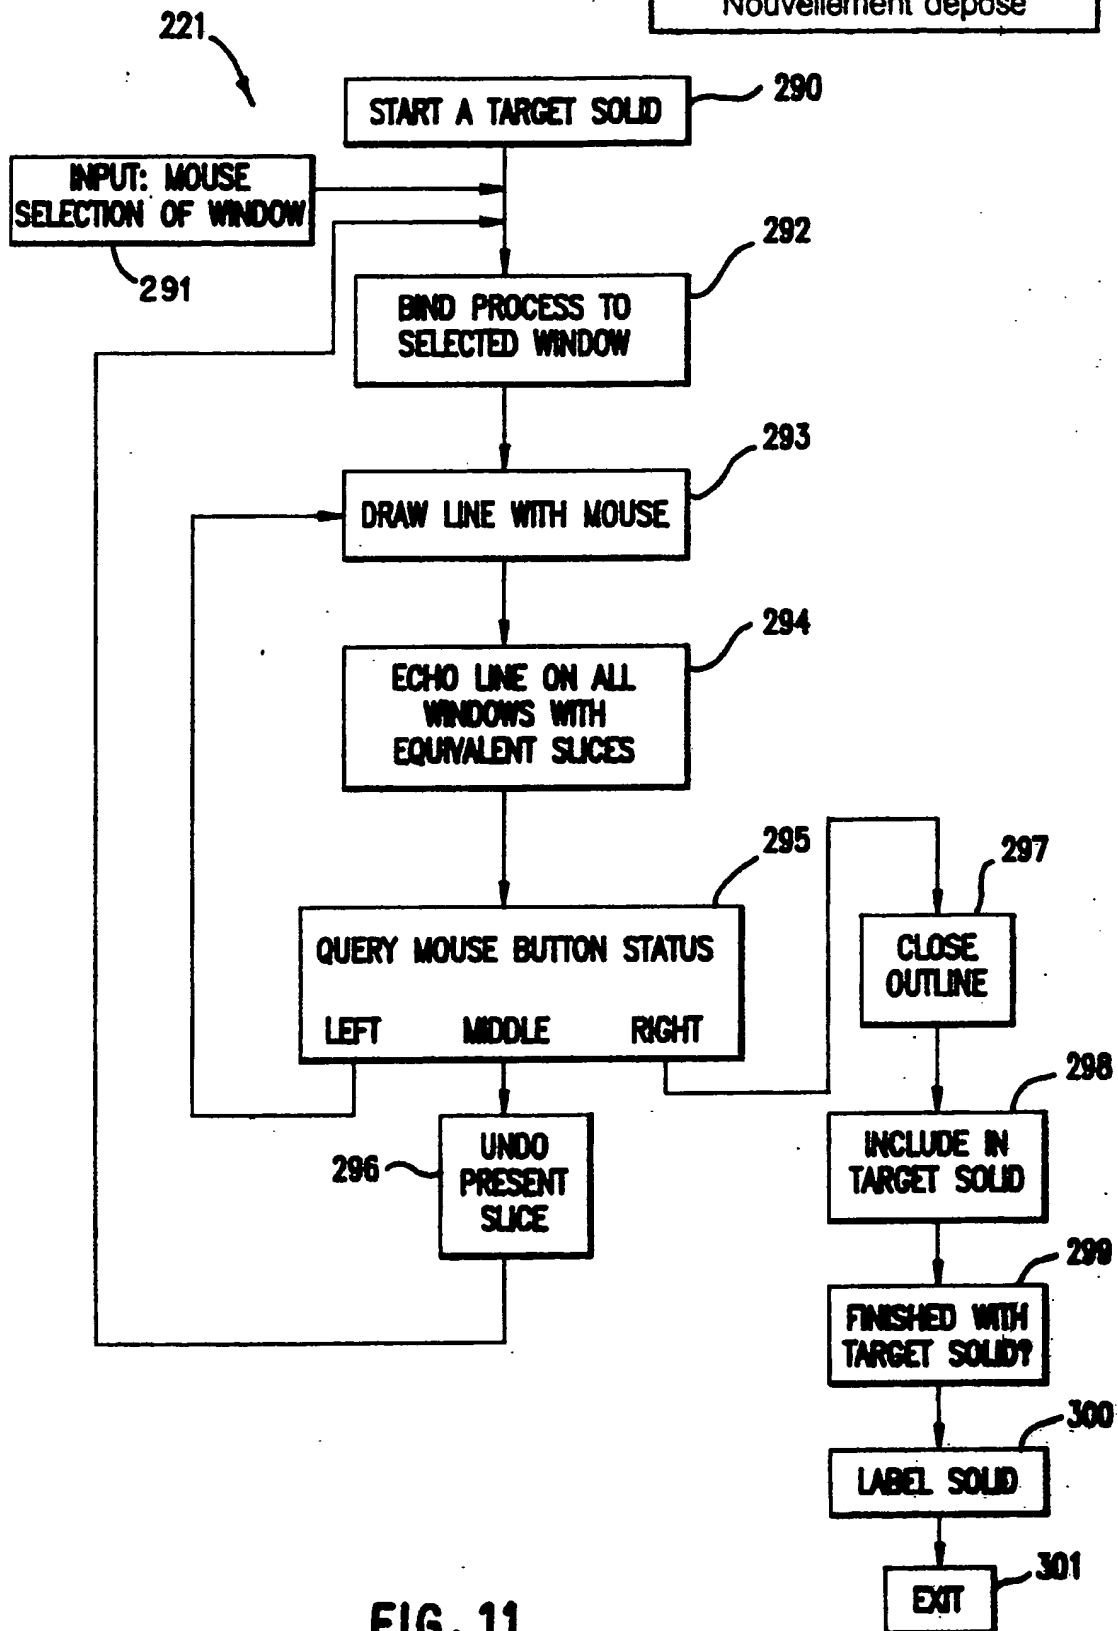 Nouvellement déposé
221
START A TARGET SOLID
290
INPUT: MOUSE
SELECTION OF WINDOW
291
292
BIND PROCESS TO
SELECTED WINDOW
293
DRAW LINE WITH MOUSE
294
ECHO LINE ON ALL
WINDOWS WITH
EQUIVALENT SLICES
295
QUERY MOUSE BUTTON STATUS
LEFT MIDDLE RIGHT
296
UNDO
PRESENT
SLICE
297
CLOSE
OUTLINE
298
INCLUDE IN
TARGET SOLID
299
FINISHED WITH
TARGET SOLID?
300
LABEL SOLID
301
EXIT
FIG. 11